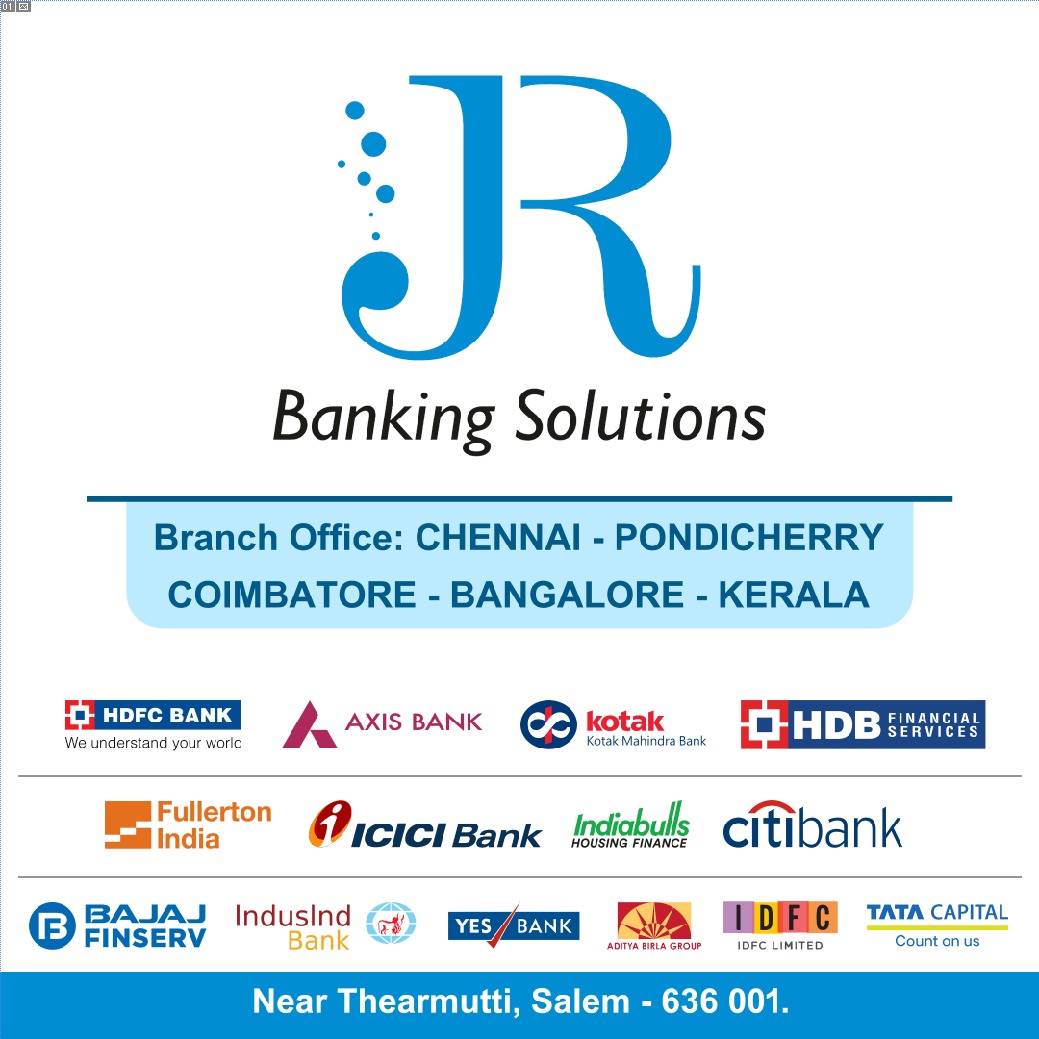 01
JR
Banking Solutions
Branch Office: CHENNAI - PONDICHERRY
COIMBATORE - BANGALORE - KERALA
HDFC BANK
We understand your world
AXIS BANK
kotak
Kotak Mahindra Bank
HDB FINANCIAL SERVICES
Fullerton
India
ICICI Bank
Indiabulls
HOUSING FINANCE
citibank
BAJAJ
FINSERV
IndusInd
Bank
YES BANK
ADITYA BIRLA GROUP
IDFC
IDFC LIMITED
TATA CAPITAL
Count on us
Near Thearmutti, Salem - 636 001.